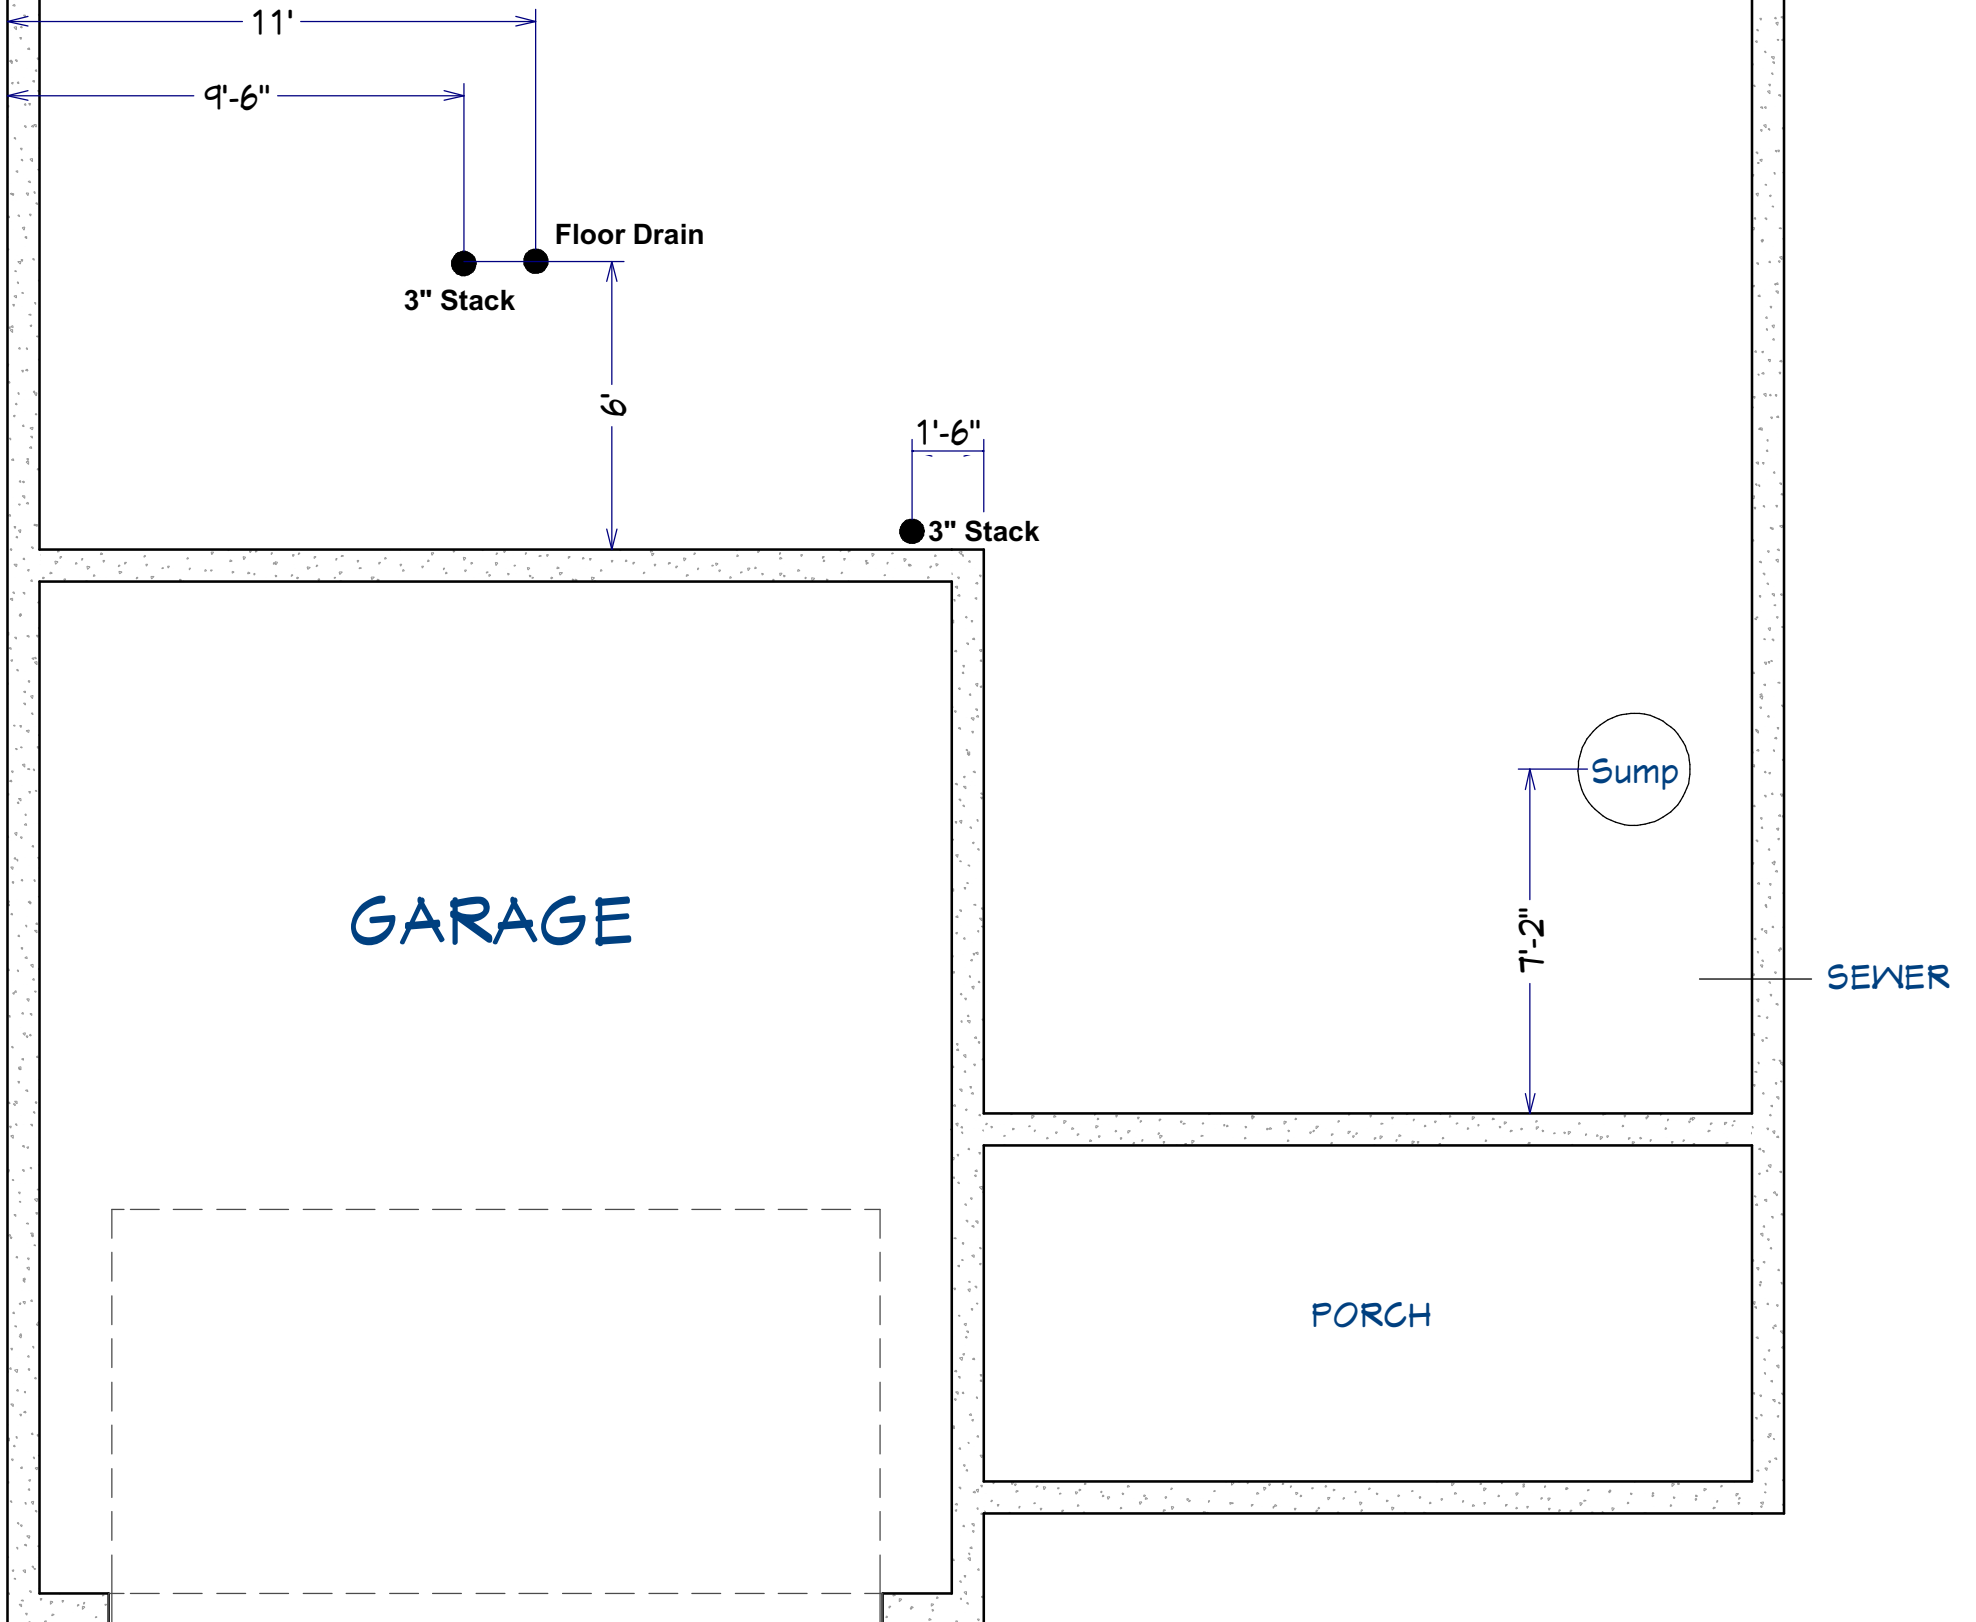 11'
9'-6"
Floor Drain
3" Stack
6'
1'-6"
3" Stack
Sump
GARAGE
7'-2"
SEWER
PORCH